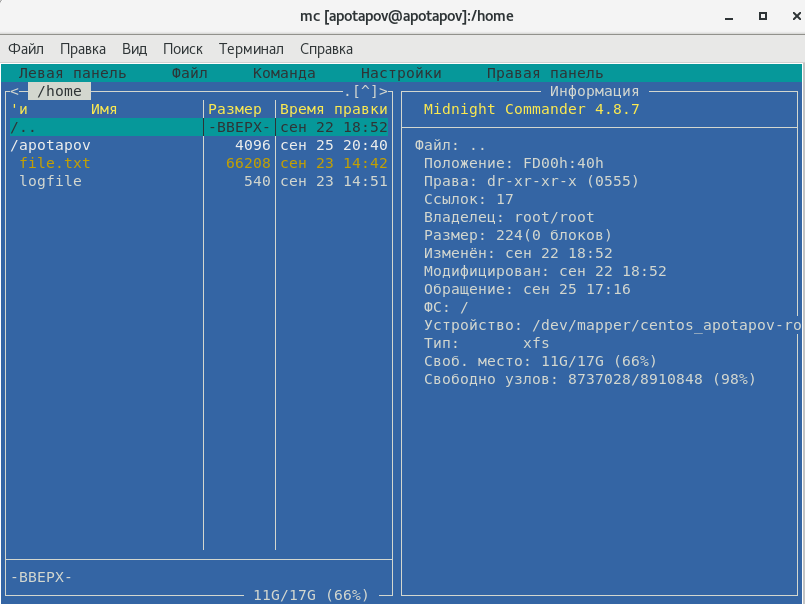 mc [apotapov@apotapov]:/home
Файл Правка Вид Поиск Терминал Справка
Левая панель Файл Команда Настройки Правая панель
<─ /home .[^]>
'и Имя Размер Время правки
/.. -ВВЕРХ- сен 22 18:52
/apotapov 4096 сен 25 20:40
file.txt 66208 сен 23 14:42
logfile 540 сен 23 14:51
-ВВЕРХ-
11G/17G (66%)
Информация
Midnight Commander 4.8.7
Файл: ..
Положение: FD00h:40h
Права: dr-xr-xr-x (0555)
Ссылок: 17
Владелец: root/root
Размер: 224(0 блоков)
Изменён: сен 22 18:52
Модифицирован: сен 22 18:52
Обращение: сен 25 17:16
ФС: /
Устройство: /dev/mapper/centos_apotapov-ro
Тип: xfs
Своб. место: 11G/17G (66%)
Свободно узлов: 8737028/8910848 (98%)